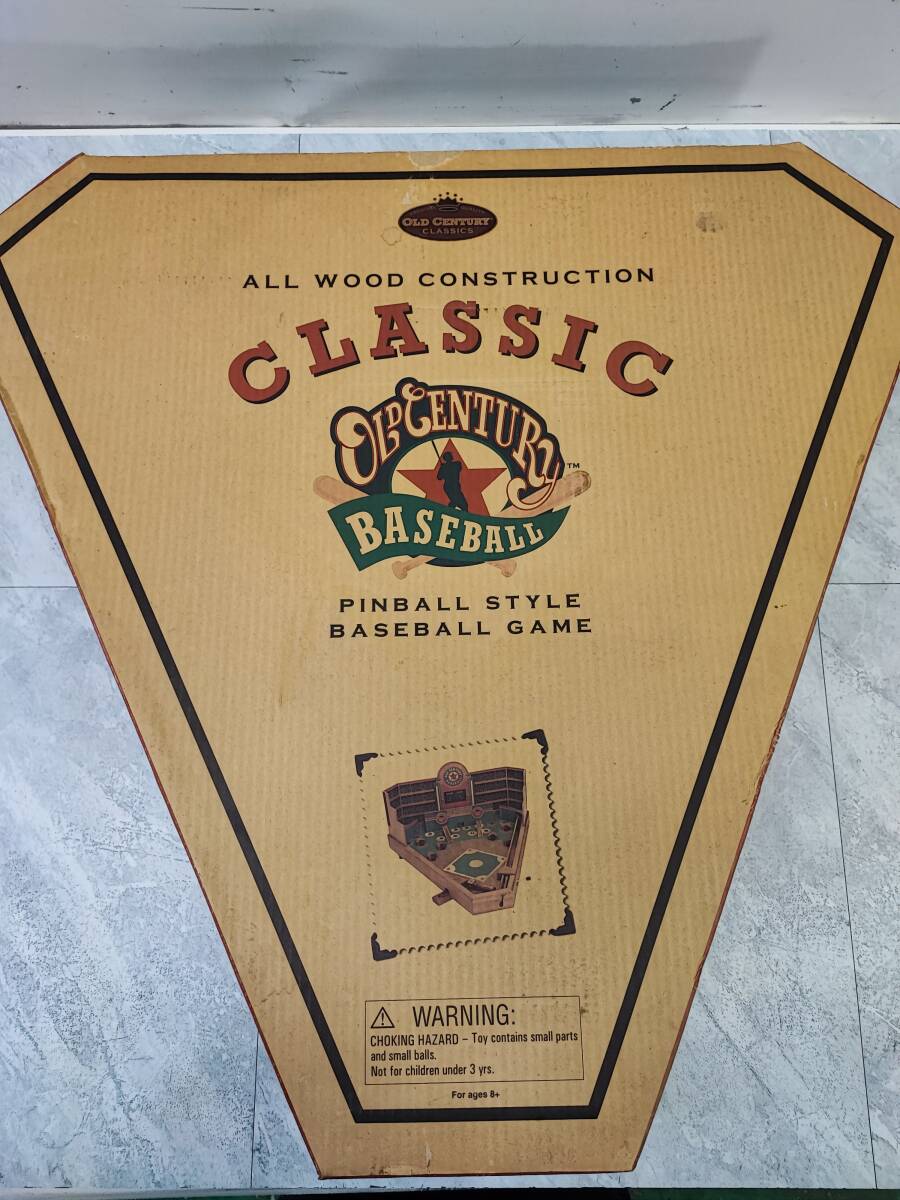 OLD CENTURY
CLASSICS
ALL WOOD CONSTRUCTION
CLASSIC
OLD CENTURY™
BASEBALL
PINBALL STYLE
BASEBALL GAME
⚠ WARNING:
CHOKING HAZARD – Toy contains small parts
and small balls.
Not for children under 3 yrs.
For ages 8+